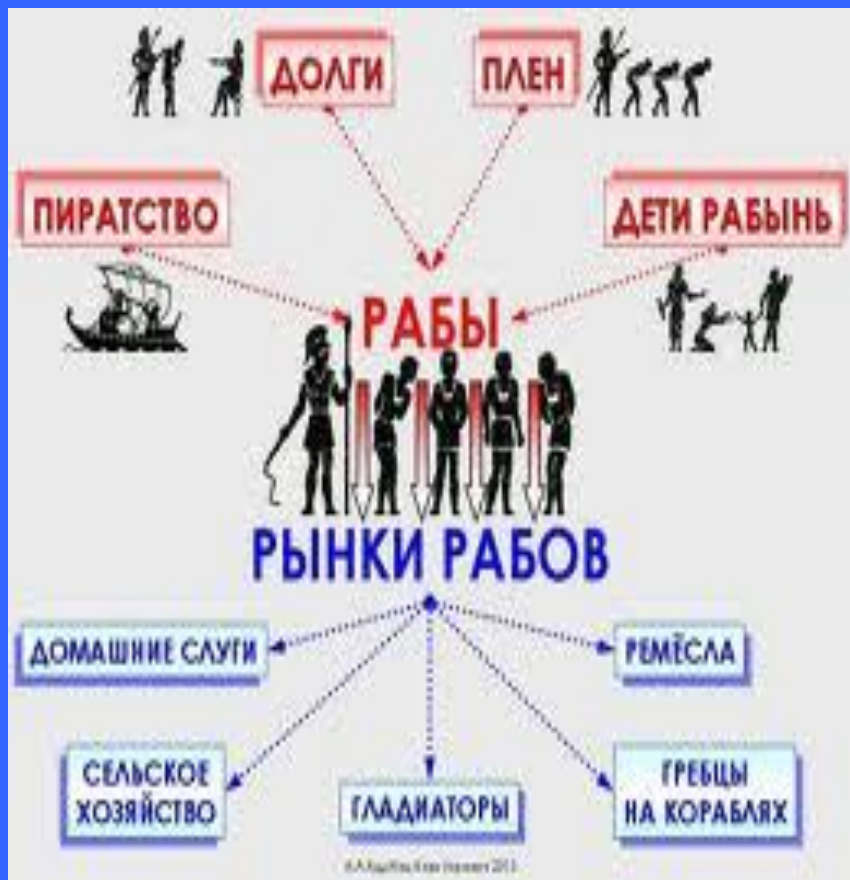 ДОЛГИ
ПЛЕН
ПИРАТСТВО
ДЕТИ РАБЫНЬ
РАБЫ
РЫНКИ РАБОВ
ДОМАШНИЕ СЛУГИ
РЕМЁСЛА
СЕЛЬСКОЕ
ХОЗЯЙСТВО
ГЛАДИАТОРЫ
ГРЕБЦЫ
НА КОРАБЛЯХ